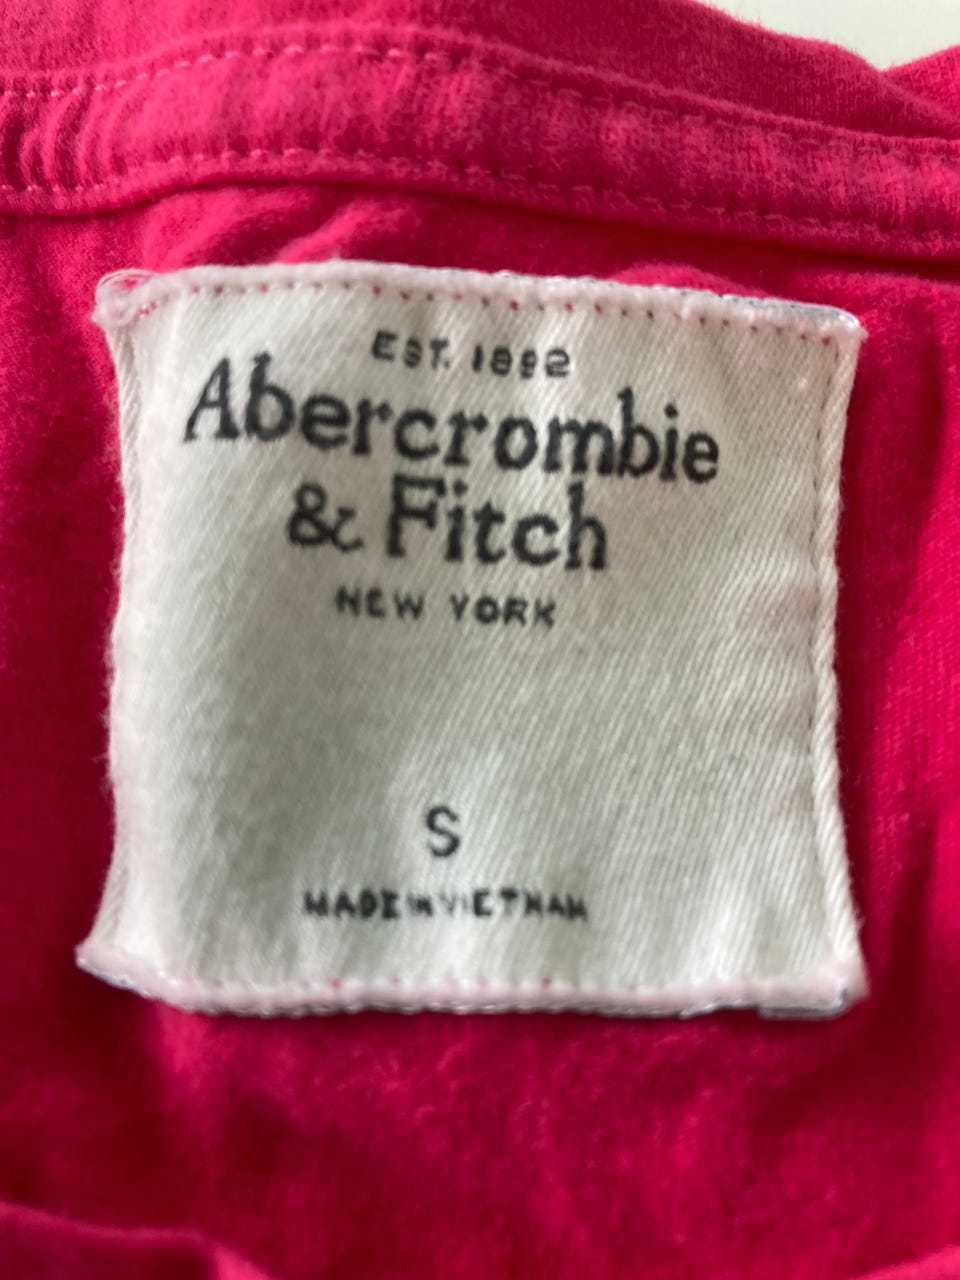 EST. 1892
Abercrombie
& Fitch
NEW YORK
S
MADE IN VIETNAM